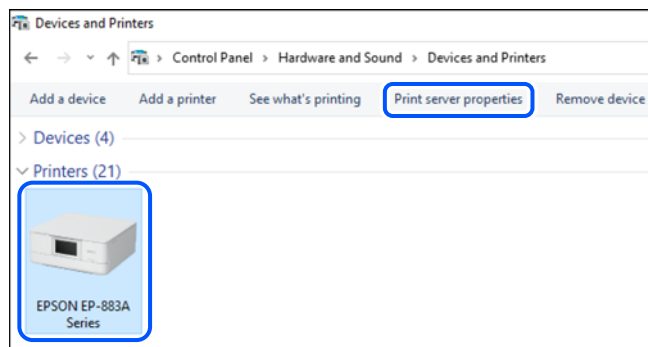 Devices and Printers
Control Panel > Hardware and Sound > Devices and Printers
Add a device Add a printer See what's printing Print server properties Remove device
Devices (4)
Printers (21)
EPSON EP-883A
Series